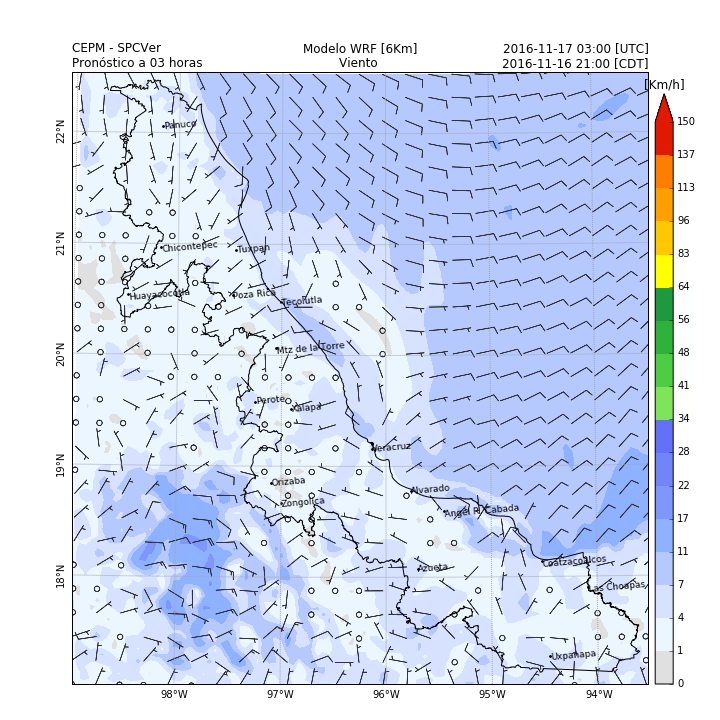 CEPM - SPCVer Modelo WRF [6Km] 2016-11-17 03:00 [UTC]
Pronóstico a 03 horas Viento 2016-11-16 21:00 [CDT]
[Km/h]
150
137
113
96
83
64
56
48
41
34
28
22
17
11
7
4
1
0
22°N
21°N
20°N
19°N
18°N
98°W 97°W 96°W 95°W 94°W
Panuco
Chicontepec Tuxpan
Huayacocotla Poza Rica
Tecolutla
Mtz de la Torre
Perote
Xalapa
Veracruz
Orizaba
Alvarado
Zongolica
Angel R. Cabada
Azueta
Coatzacoalcos
Las Choapas
Uxpanapa